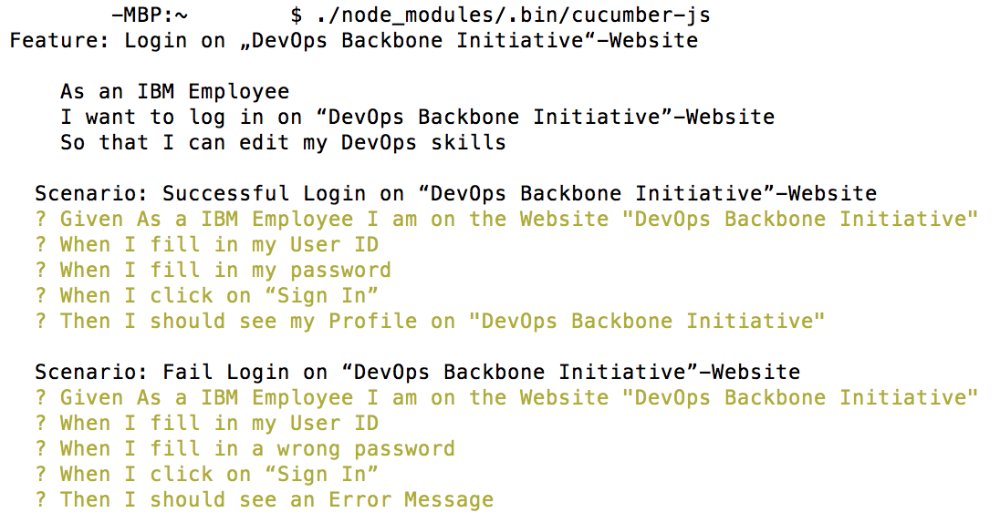 -MBP:~ $ ./node_modules/.bin/cucumber-js
Feature: Login on „DevOps Backbone Initiative“-Website
As an IBM Employee
I want to log in on “DevOps Backbone Initiative”-Website
So that I can edit my DevOps skills
Scenario: Successful Login on “DevOps Backbone Initiative”-Website
? Given As a IBM Employee I am on the Website "DevOps Backbone Initiative"
? When I fill in my User ID
? When I fill in my password
? When I click on “Sign In”
? Then I should see my Profile on "DevOps Backbone Initiative"
Scenario: Fail Login on “DevOps Backbone Initiative”-Website
? Given As a IBM Employee I am on the Website "DevOps Backbone Initiative"
? When I fill in my User ID
? When I fill in a wrong password
? When I click on “Sign In”
? Then I should see an Error Message